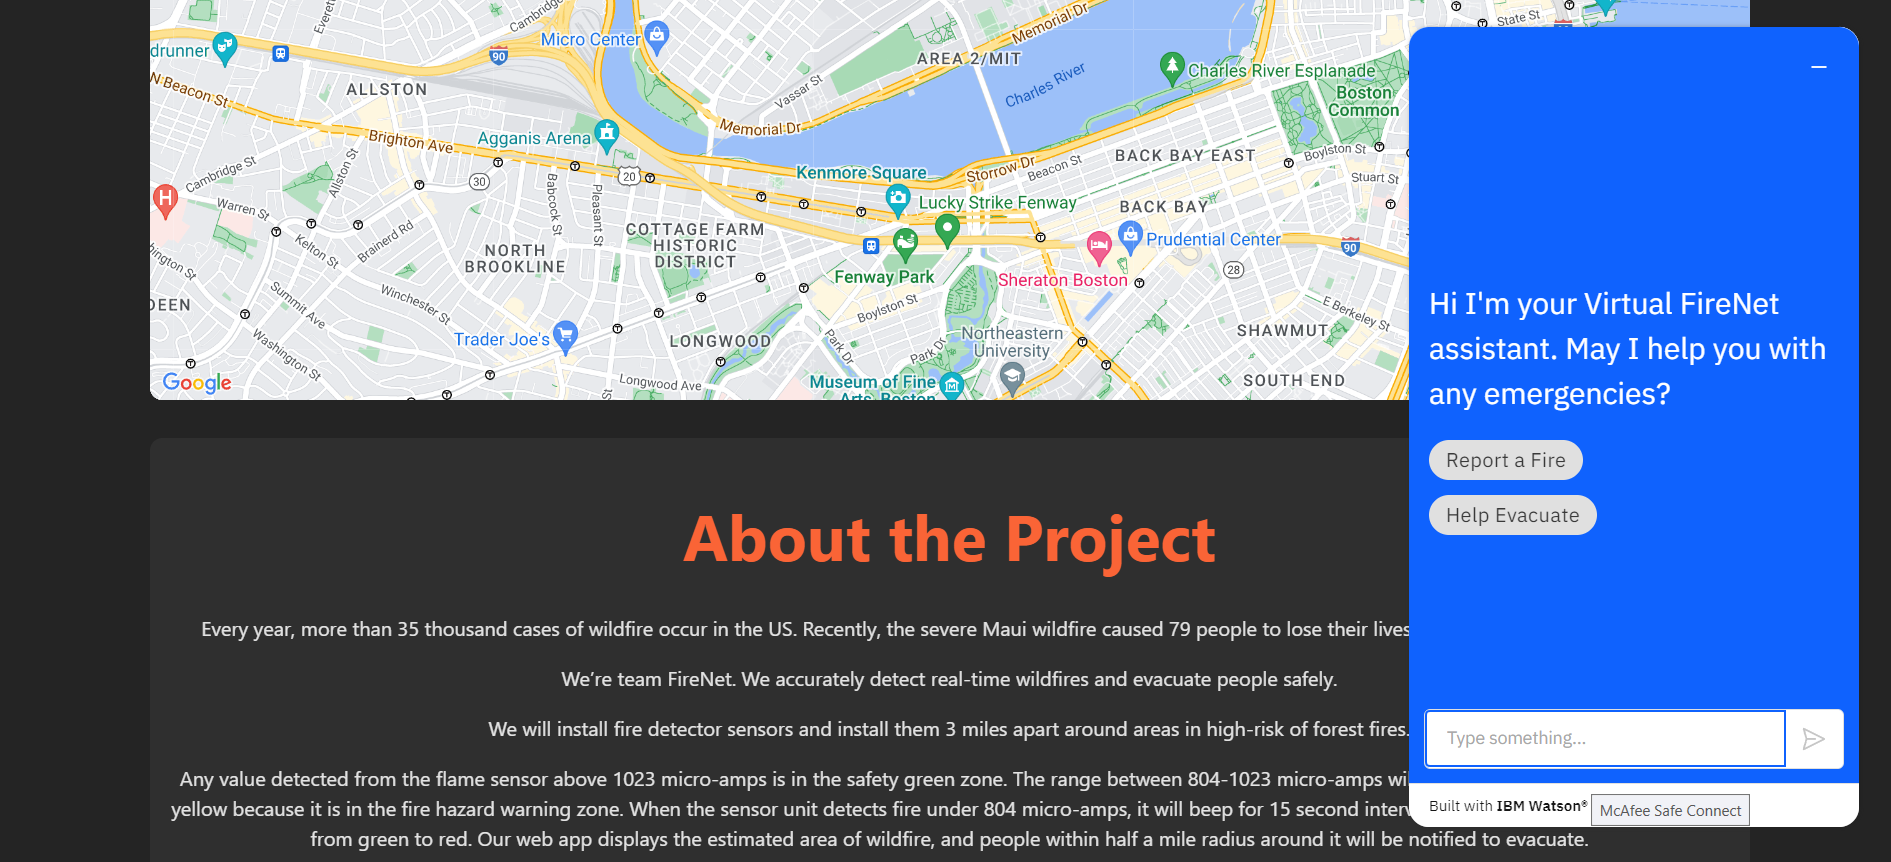 Everett
Cambridge
drunner
90
Micro Center
AREA 2/MIT
Memorial Dr
State St
ALLSTON
Vassar St
Charles River
Charles River Esplanade
N Beacon St
Memorial Dr
Boston
Common
Brighton Ave
Agganis Arena
Kenmore Square
Storrow Dr
Beacon St
BACK BAY EAST
Boylston St
Cambridge St
Allston St
30
20
Stuart St
Babcock St
Pleasant St
Warren St
Lucky Strike Fenway
BACK BAY
Kelton St
Brainerd Rd
COTTAGE FARM
HISTORIC
DISTRICT
NORTH
BROOKLINE
Prudential Center
90
Fenway Park
Sheraton Boston
28
hington St
DEEN
Summit Ave
Winchester St
Boylston St
E Berkeley St
Trader Joe's
LONGWOOD
Park Dr
Park Dr
Northeastern
University
SHAWMUT
Washington St
Google
Longwood Ave
Museum of Fine
Arts, Boston
SOUTH END
Hi I'm your Virtual FireNet
assistant. May I help you with
any emergencies?
Report a Fire
Help Evacuate
Type something...
Built with IBM Watson®
McAfee Safe Connect
About the Project
Every year, more than 35 thousand cases of wildfire occur in the US. Recently, the severe Maui wildfire caused 79 people to lose their lives
We’re team FireNet. We accurately detect real-time wildfires and evacuate people safely.
We will install fire detector sensors and install them 3 miles apart around areas in high-risk of forest fires.
Any value detected from the flame sensor above 1023 micro-amps is in the safety green zone. The range between 804-1023 micro-amps wil
yellow because it is in the fire hazard warning zone. When the sensor unit detects fire under 804 micro-amps, it will beep for 15 second interv
from green to red. Our web app displays the estimated area of wildfire, and people within half a mile radius around it will be notified to evacuate.